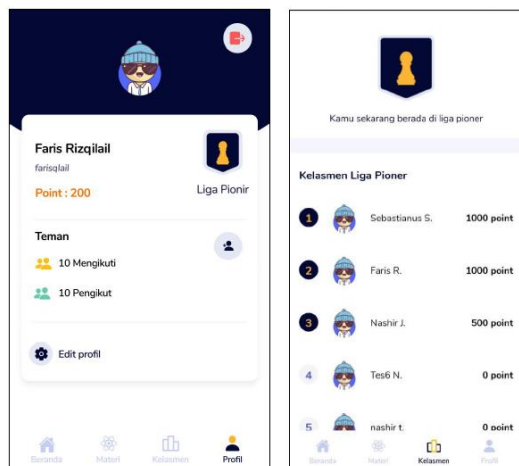 Faris Rizqilail
farisqlail
Point : 200
Liga Pionir
Teman
10 Mengikuti
10 Pengikut
Edit profil
Beranda
Materi
Kelasmen
Profil
Kamu sekarang berada di liga pioner
Kelasmen Liga Pioner
1 Sebastianus S. 1000 point
2 Faris R. 1000 point
3 Nashir J. 500 point
4 Tes6 N. 0 point
5 nashir t. 0 point
Beranda
Materi
Kelasmen
Profil